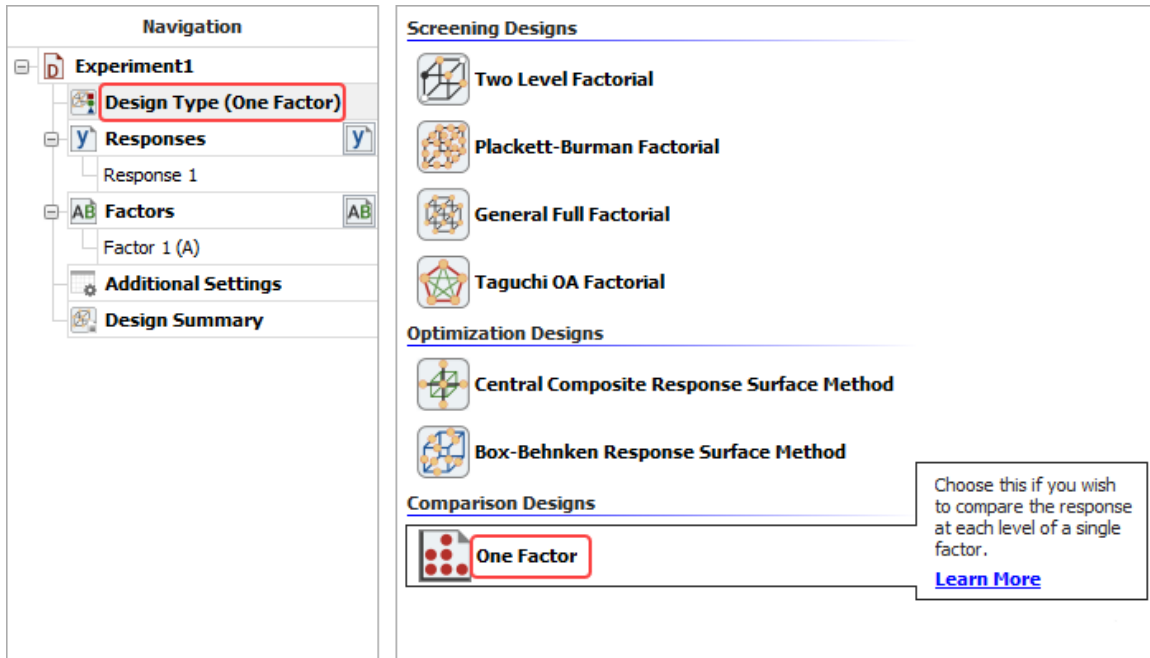 Navigation
Experiment1
Design Type (One Factor)
Responses
Response 1
Factors
Factor 1 (A)
Additional Settings
Design Summary
Screening Designs
Two Level Factorial
Plackett-Burman Factorial
General Full Factorial
Taguchi OA Factorial
Optimization Designs
Central Composite Response Surface Method
Box-Behnken Response Surface Method
Comparison Designs
One Factor
Choose this if you wish
to compare the response
at each level of a single
factor.
Learn More